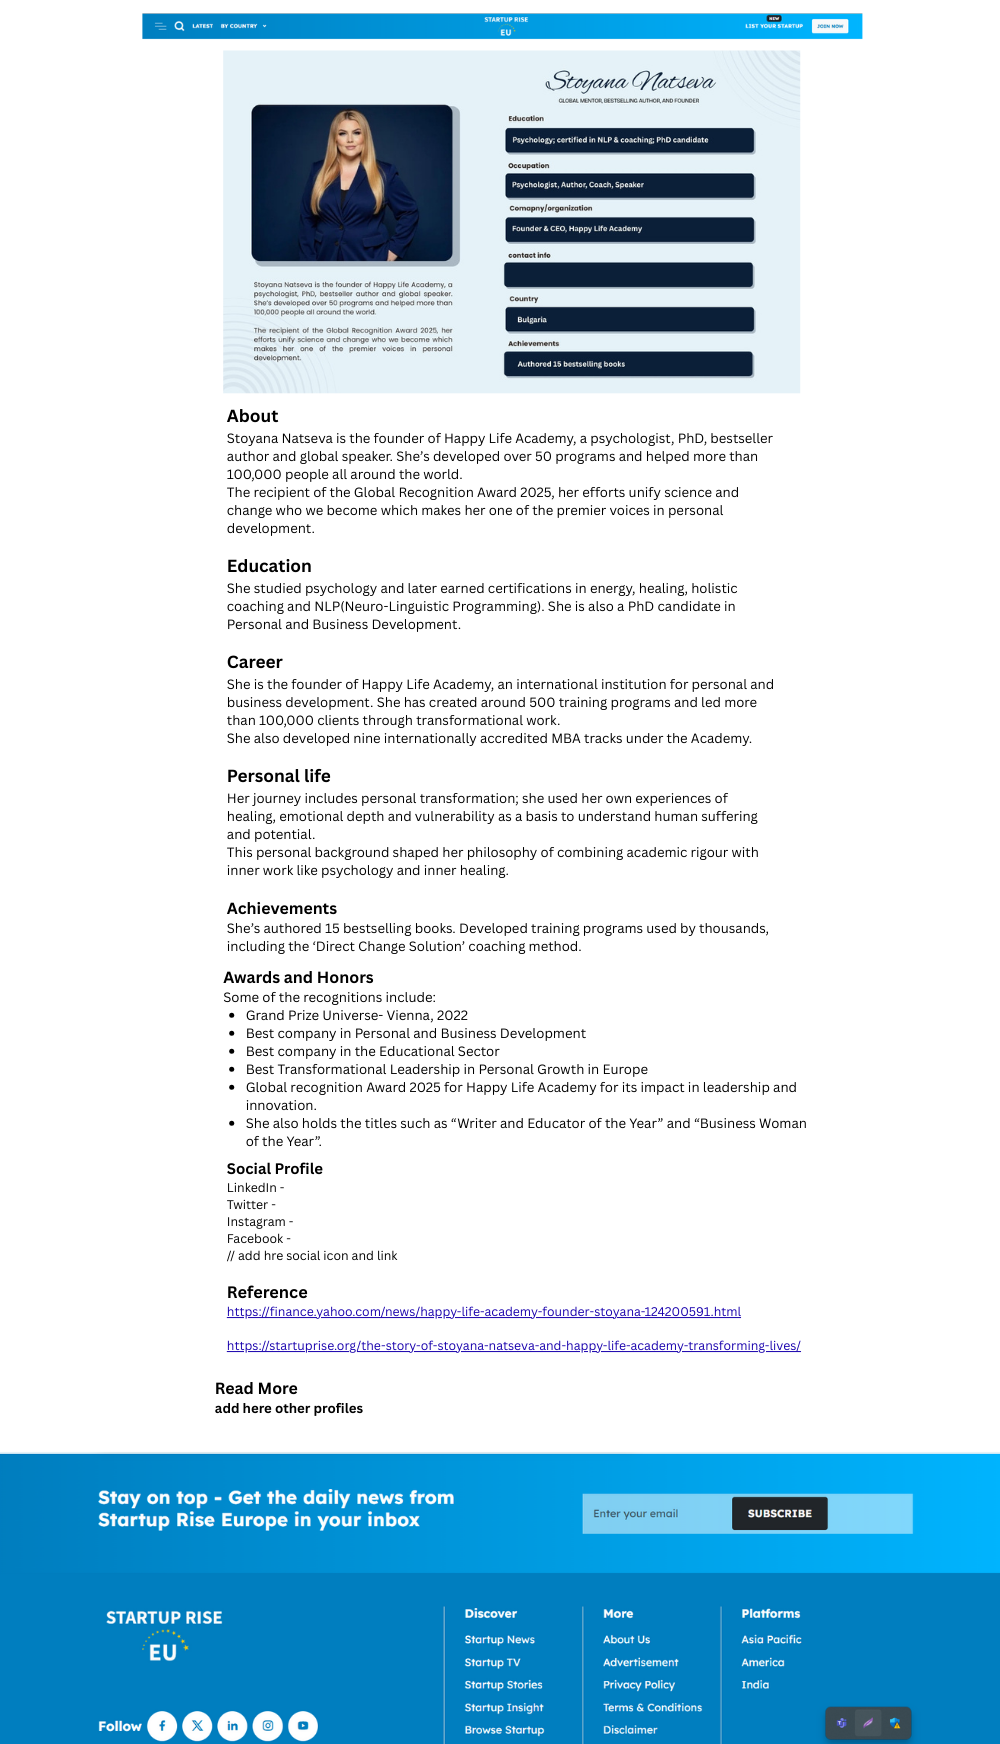 LATEST
BY COUNTRY
STARTUP RISE
EU
NEW
LIST YOUR STARTUP
JOIN NOW
Stoyana Natseva
GLOBAL MENTOR, BESTSELLING AUTHOR, AND FOUNDER
Education
Psychology; certified in NLP & coaching; PhD candidate
Occupation
Psychologist, Author, Coach, Speaker
Comapny/organization
Founder & CEO, Happy Life Academy
contact info
Country
Bulgaria
Achievements
Authored 15 bestselling books
Stoyana Natseva is the founder of Happy Life Academy, a
psychologist, PhD, bestseller author and global speaker.
She's developed over 50 programs and helped more than
100,000 people all around the world.
The recipient of the Global Recognition Award 2025, her
efforts unify science and change who we become which
makes her one of the premier voices in personal
development.
About
Stoyana Natseva is the founder of Happy Life Academy, a psychologist, PhD, bestseller
author and global speaker. She's developed over 50 programs and helped more than
100,000 people all around the world.
The recipient of the Global Recognition Award 2025, her efforts unify science and
change who we become which makes her one of the premier voices in personal
development.
Education
She studied psychology and later earned certifications in energy, healing, holistic
coaching and NLP(Neuro-Linguistic Programming). She is also a PhD candidate in
Personal and Business Development.
Career
She is the founder of Happy Life Academy, an international institution for personal and
business development. She has created around 500 training programs and led more
than 100,000 clients through transformational work.
She also developed nine internationally accredited MBA tracks under the Academy.
Personal life
Her journey includes personal transformation; she used her own experiences of
healing, emotional depth and vulnerability as a basis to understand human suffering
and potential.
This personal background shaped her philosophy of combining academic rigour with
inner work like psychology and inner healing.
Achievements
She's authored 15 bestselling books. Developed training programs used by thousands,
including the 'Direct Change Solution' coaching method.
Awards and Honors
Some of the recognitions include:
• Grand Prize Universe- Vienna, 2022
• Best company in Personal and Business Development
• Best company in the Educational Sector
• Best Transformational Leadership in Personal Growth in Europe
• Global recognition Award 2025 for Happy Life Academy for its impact in leadership and
innovation.
• She also holds the titles such as "Writer and Educator of the Year" and "Business Woman
of the Year".
Social Profile
LinkedIn -
Twitter -
Instagram -
Facebook -
// add hre social icon and link
Reference
https://finance.yahoo.com/news/happy-life-academy-founder-stoyana-124200591.html
https://startuprise.org/the-story-of-stoyana-natseva-and-happy-life-academy-transforming-lives/
Read More
add here other profiles
Stay on top - Get the daily news from
Startup Rise Europe in your inbox
Enter your email
SUBSCRIBE
STARTUP RISE
EU
Follow
Discover
Startup News
Startup TV
Startup Stories
Startup Insight
Browse Startup
More
About Us
Advertisement
Privacy Policy
Terms & Conditions
Disclaimer
Platforms
Asia Pacific
America
India